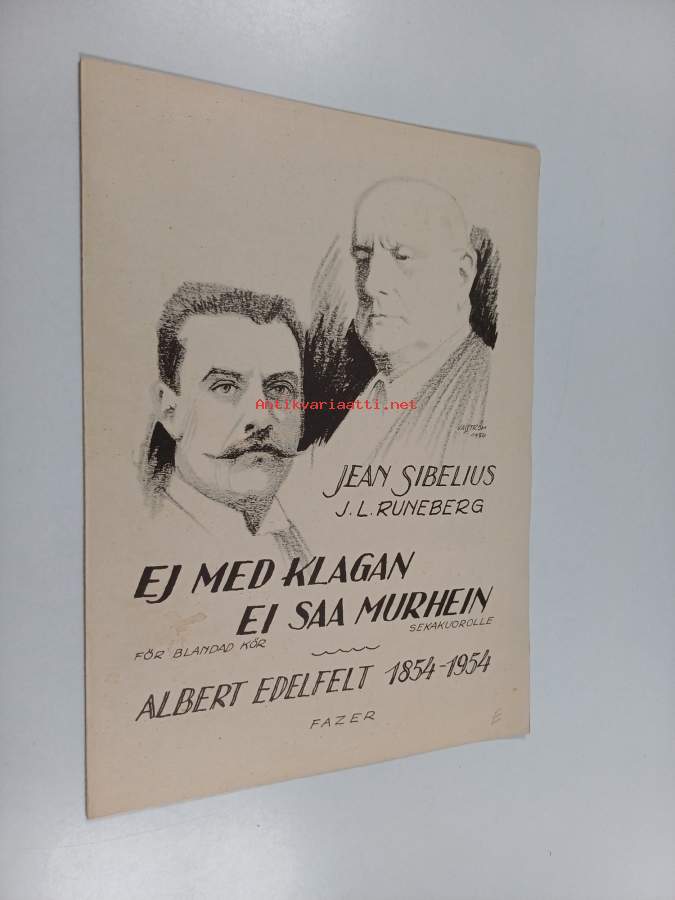 Antikvariaatti.net
JEAN SIBELIUS
J. L. RUNEBERG
EJ MED KLAGAN
EI SAA MURHEIN
SEKAKUOROLLE
FÖR BLANDAD KÖR
ALBERT EDELFELT 1854-1954
FAZER
E